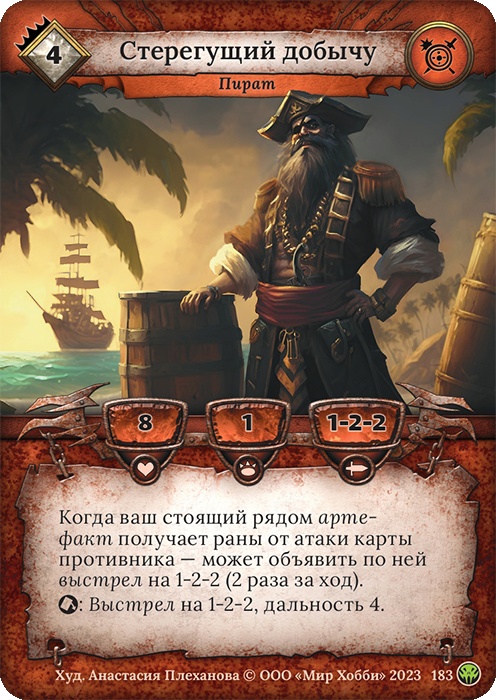 4
Стерегущий добычу
Пират
8
1
1-2-2
Когда ваш стоящий рядом арте-
факт получает раны от атаки карты
противника — может объявить по ней
выстрел на 1-2-2 (2 раза за ход).
: Выстрел на 1-2-2, дальность 4.
Худ. Анастасия Плеханова © ООО «Мир Хобби» 2023 183